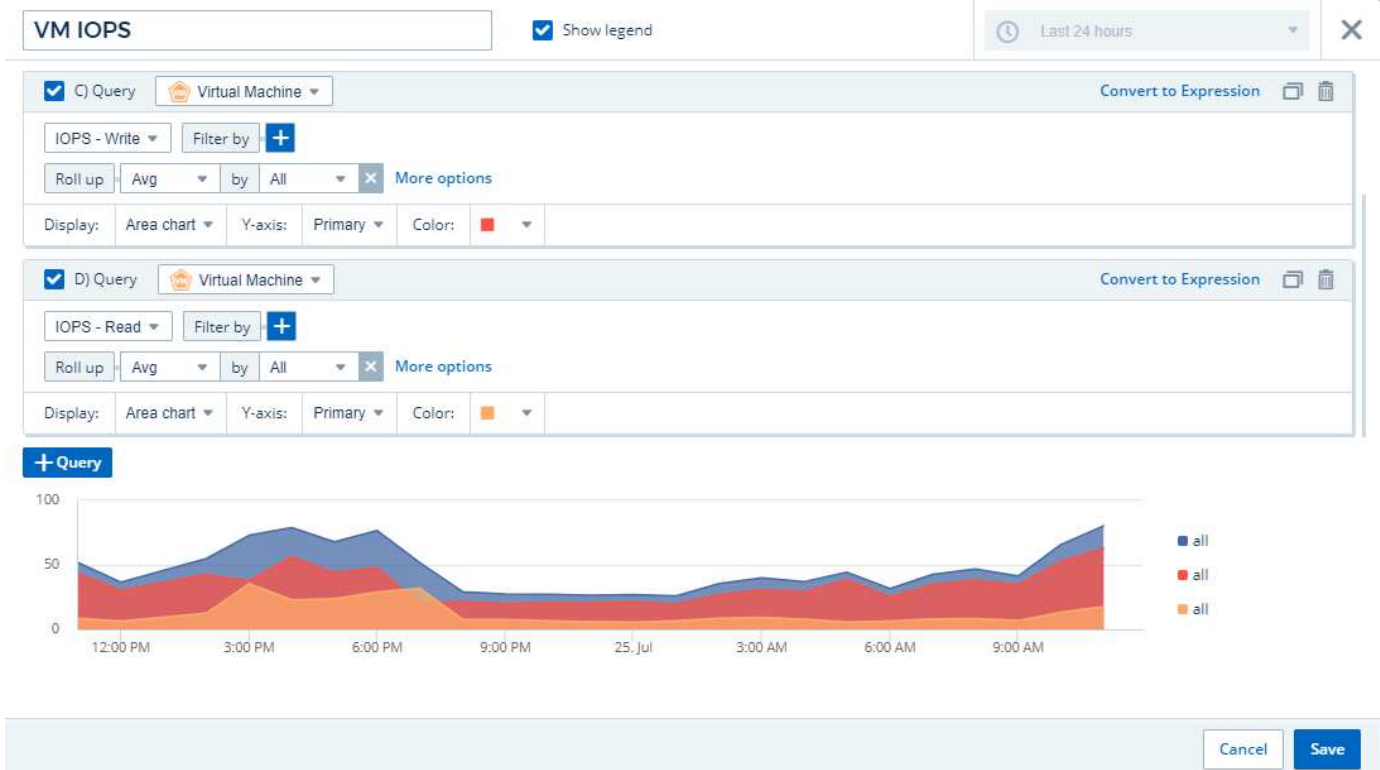 VM IOPS Show legend Last 24 hours
C) Query Virtual Machine Convert to Expression
IOPS - Write Filter by +
Roll up Avg by All × More options
Display: Area chart Y-axis: Primary Color:
D) Query Virtual Machine Convert to Expression
IOPS - Read Filter by +
Roll up Avg by All × More options
Display: Area chart Y-axis: Primary Color:
+ Query
100
50
0
all
all
all
12:00 PM 3:00 PM 6:00 PM 9:00 PM 25. Jul 3:00 AM 6:00 AM 9:00 AM
Cancel Save